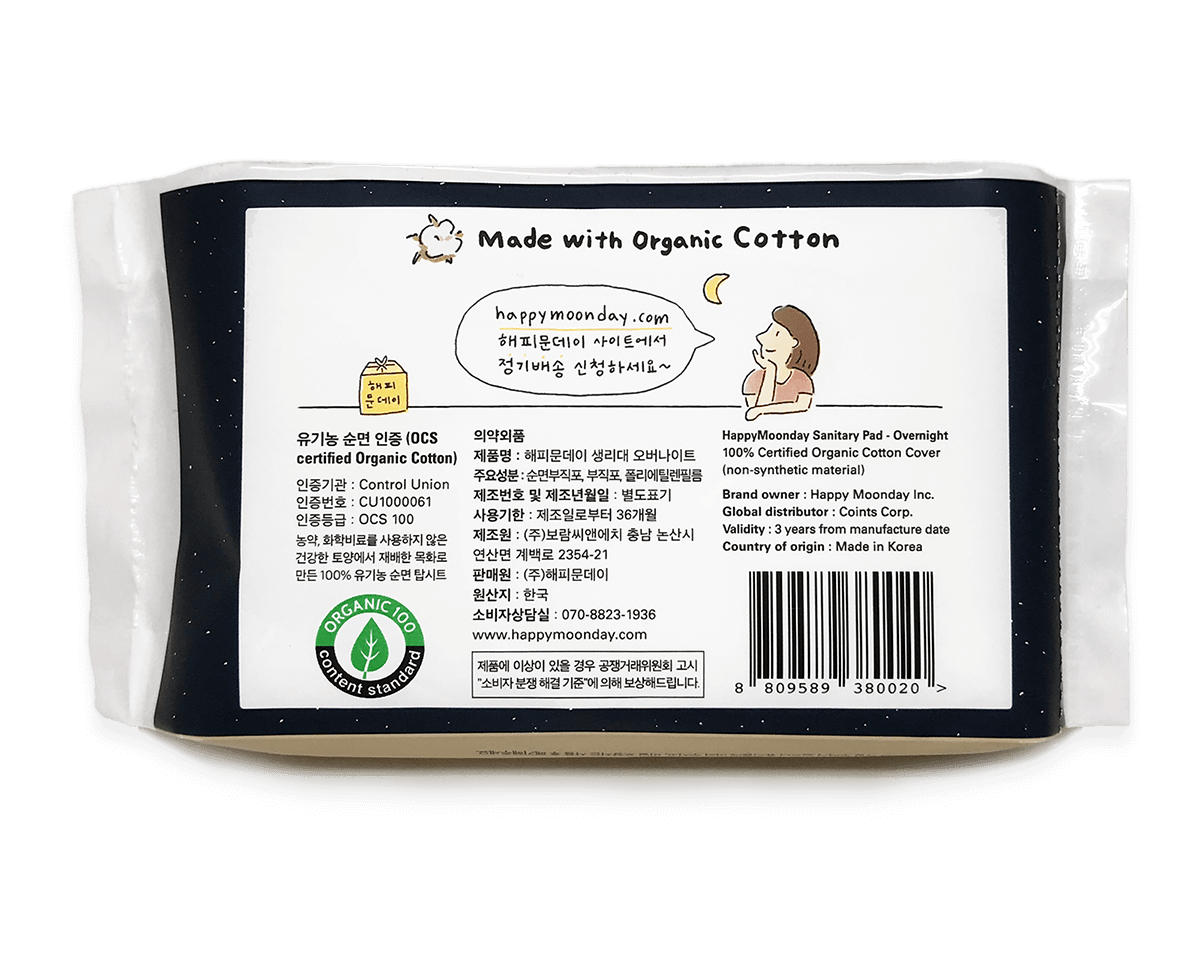 Made with Organic Cotton
happymoonday.com
해피문데이 사이트에서
정기배송 신청하세요~
해피
문데이
유기농 순면 인증 (OCS
certified Organic Cotton)
인증기관 : Control Union
인증번호 : CU1000061
인증등급 : OCS 100
농약, 화학비료를 사용하지 않은
건강한 토양에서 재배한 목화로
만든 100% 유기농 순면 탑시트
ORGANIC 100
content standard
의약외품
제품명 : 해피문데이 생리대 오버나이트
주요성분 : 순면부직포, 부직포, 폴리에틸렌필름
제조번호 및 제조년월일 : 별도표기
사용기한 : 제조일로부터 36개월
제조원 : (주)보람씨앤에치 충남 논산시
연산면 계백로 2354-21
판매원 : (주)해피문데이
원산지 : 한국
소비자상담실 : 070-8823-1936
www.happymoonday.com
제품에 이상이 있을 경우 공쟁거래위원회 고시
"소비자 분쟁 해결 기준"에 의해 보상해드립니다.
HappyMoonday Sanitary Pad - Overnight
100% Certified Organic Cotton Cover
(non-synthetic material)
Brand owner : Happy Moonday Inc.
Global distributor : Coints Corp.
Validity : 3 years from manufacture date
Country of origin : Made in Korea
8 809589 380020 >